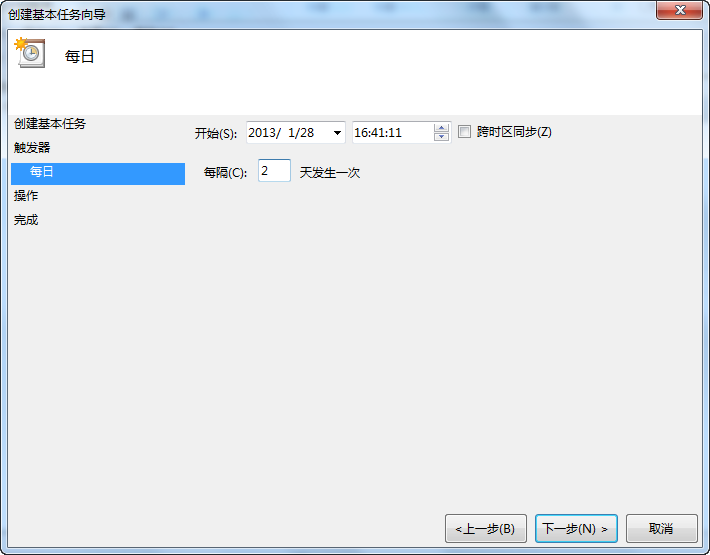 创建基本任务向导
每日
创建基本任务
触发器
每日
操作
完成
开始(S): 2013/ 1/28 16:41:11 跨时区同步(Z)
每隔(C): 2 天发生一次
<上一步(B) 下一步(N) > 取消